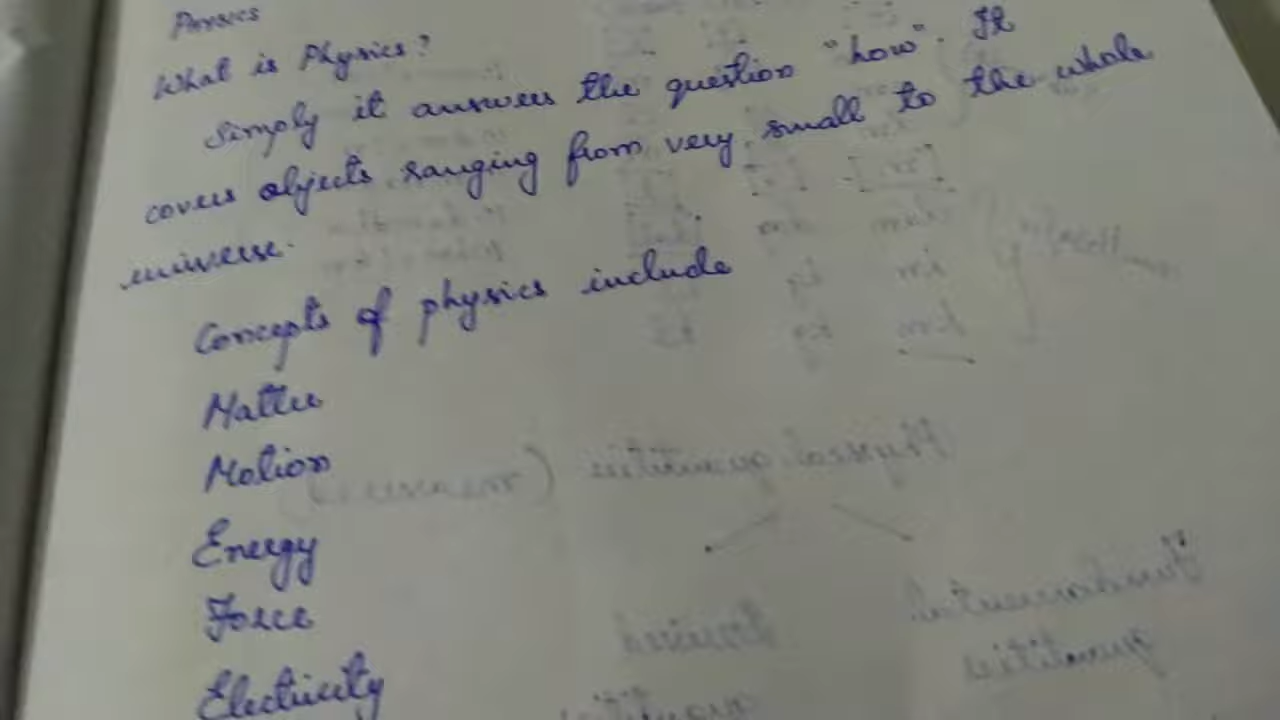 Physics
What is Physics?
Simply it answers the question "how". It
covers objects ranging from very small to the whole
universe.
Concepts of physics include
Matter
Motion
Energy
Force
Electricity